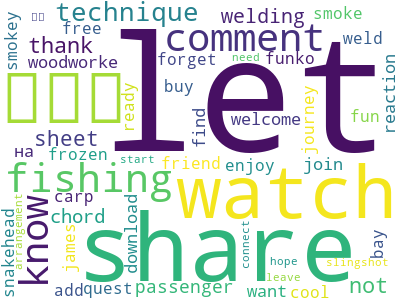 smokey
▯▯
technique
free
thank
woodworke
▯▯▯
let
comment
welding
smoke
weld
forget
funko
buy
need
ready
find
welcome
journey
reaction
sheet
на
frozen
start
friend
enjoy
join
fun
fishing
watch
know
carp
chord
james
download
share
snakehead
arrangement
add
quest
passenger
connect
hope
leave
want
cool
slingshot
bay
not